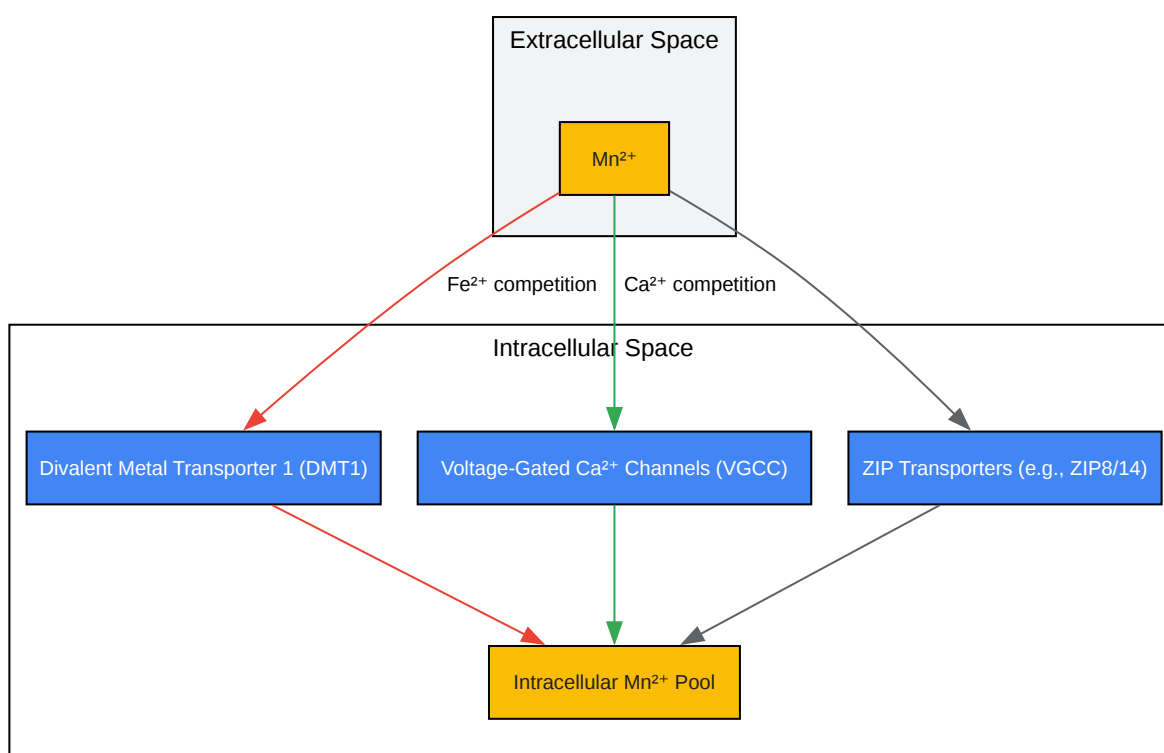 Extracellular Space
Mn²⁺
Fe²⁺ competition
Ca²⁺ competition
Intracellular Space
Divalent Metal Transporter 1 (DMT1)
Voltage-Gated Ca²⁺ Channels (VGCC)
ZIP Transporters (e.g., ZIP8/14)
Intracellular Mn²⁺ Pool